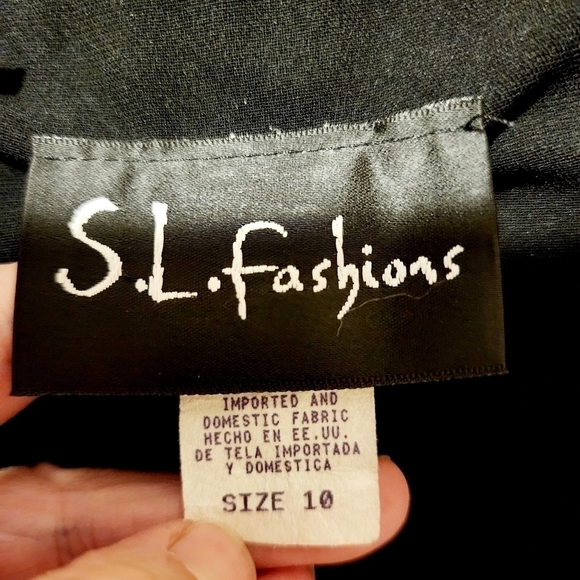 S.L. fashions
IMPORTED AND
DOMESTIC FABRIC
HECHO EN EE.UU.
DE TELA IMPORTADA
Y DOMESTICA
SIZE 10